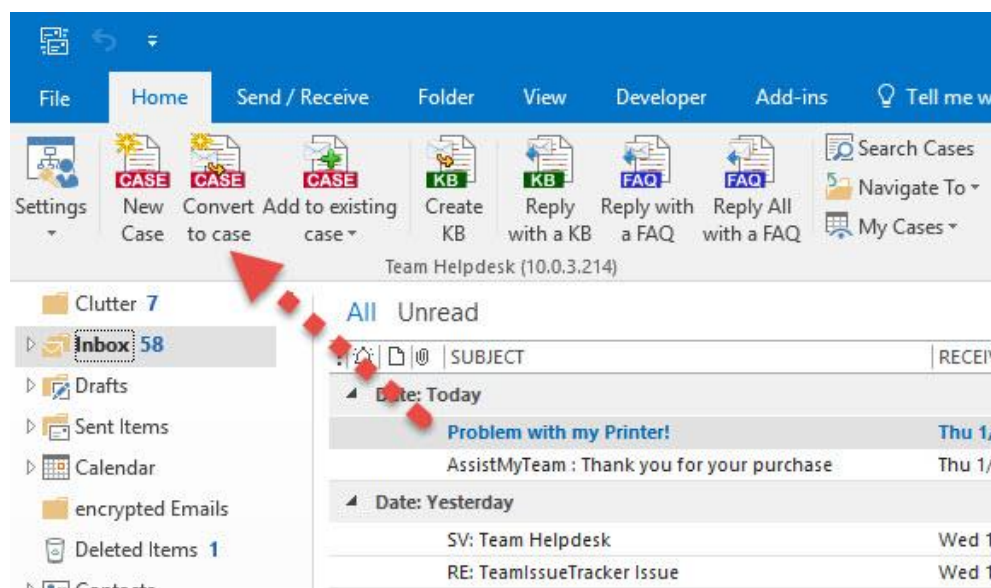 File Home Send / Receive Folder View Developer Add-ins Tell me w
CASE CASE CASE KB KB FAQ FAQ Search Cases
Settings New Convert Add to existing Create Reply Reply with Reply All Navigate To
Case to case case KB with a KB a FAQ with a FAQ My Cases
Team Helpdesk (10.0.3.214)
Clutter 7
All Unread
Inbox 58
SUBJECT RECEI
Drafts
Date: Today
Sent Items
Problem with my Printer! Thu 1/
Calendar
AssistMyTeam : Thank you for your purchase Thu 1/
encrypted Emails
Date: Yesterday
Deleted Items 1
SV: Team Helpdesk Wed 1
RE: TeamIssueTracker Issue Wed 1
Contacts